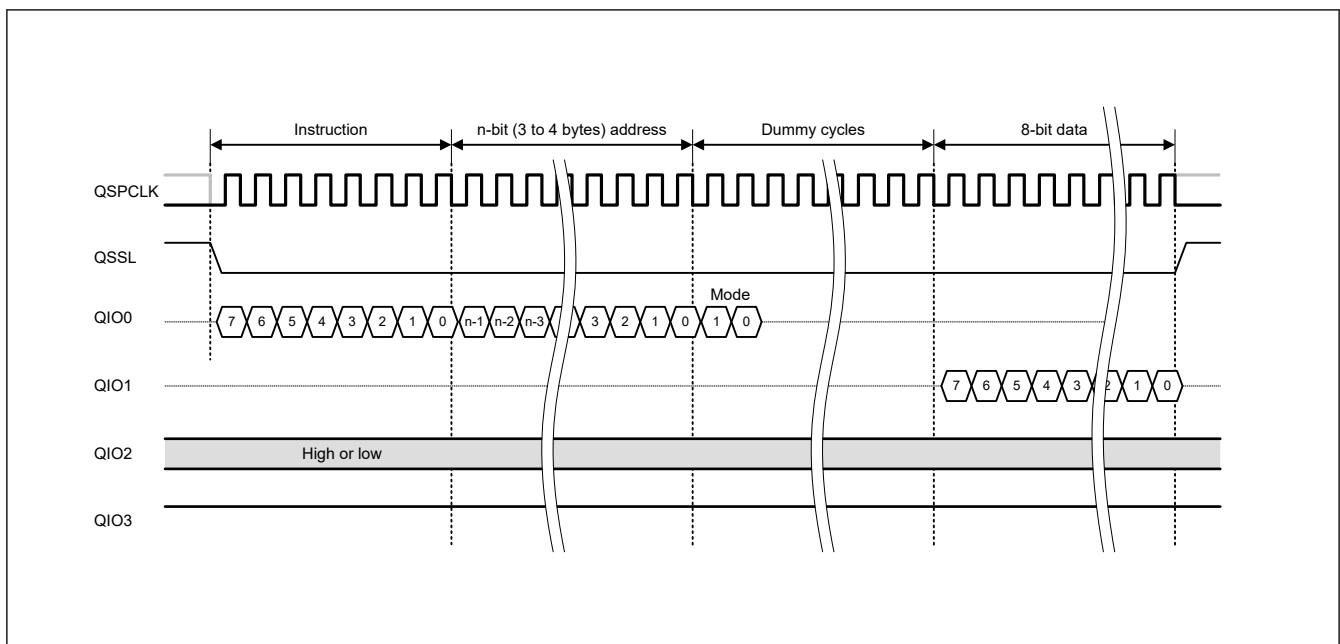 Instruction n-bit (3 to 4 bytes) address Dummy cycles 8-bit data
QSPCLK
QSSL
Mode
QIO0 7 6 5 4 3 2 1 0 n-1 n-2 n-3 3 2 1 0 1 0
QIO1 7 6 5 4 3 2 1 0
QIO2 High or low
QIO3